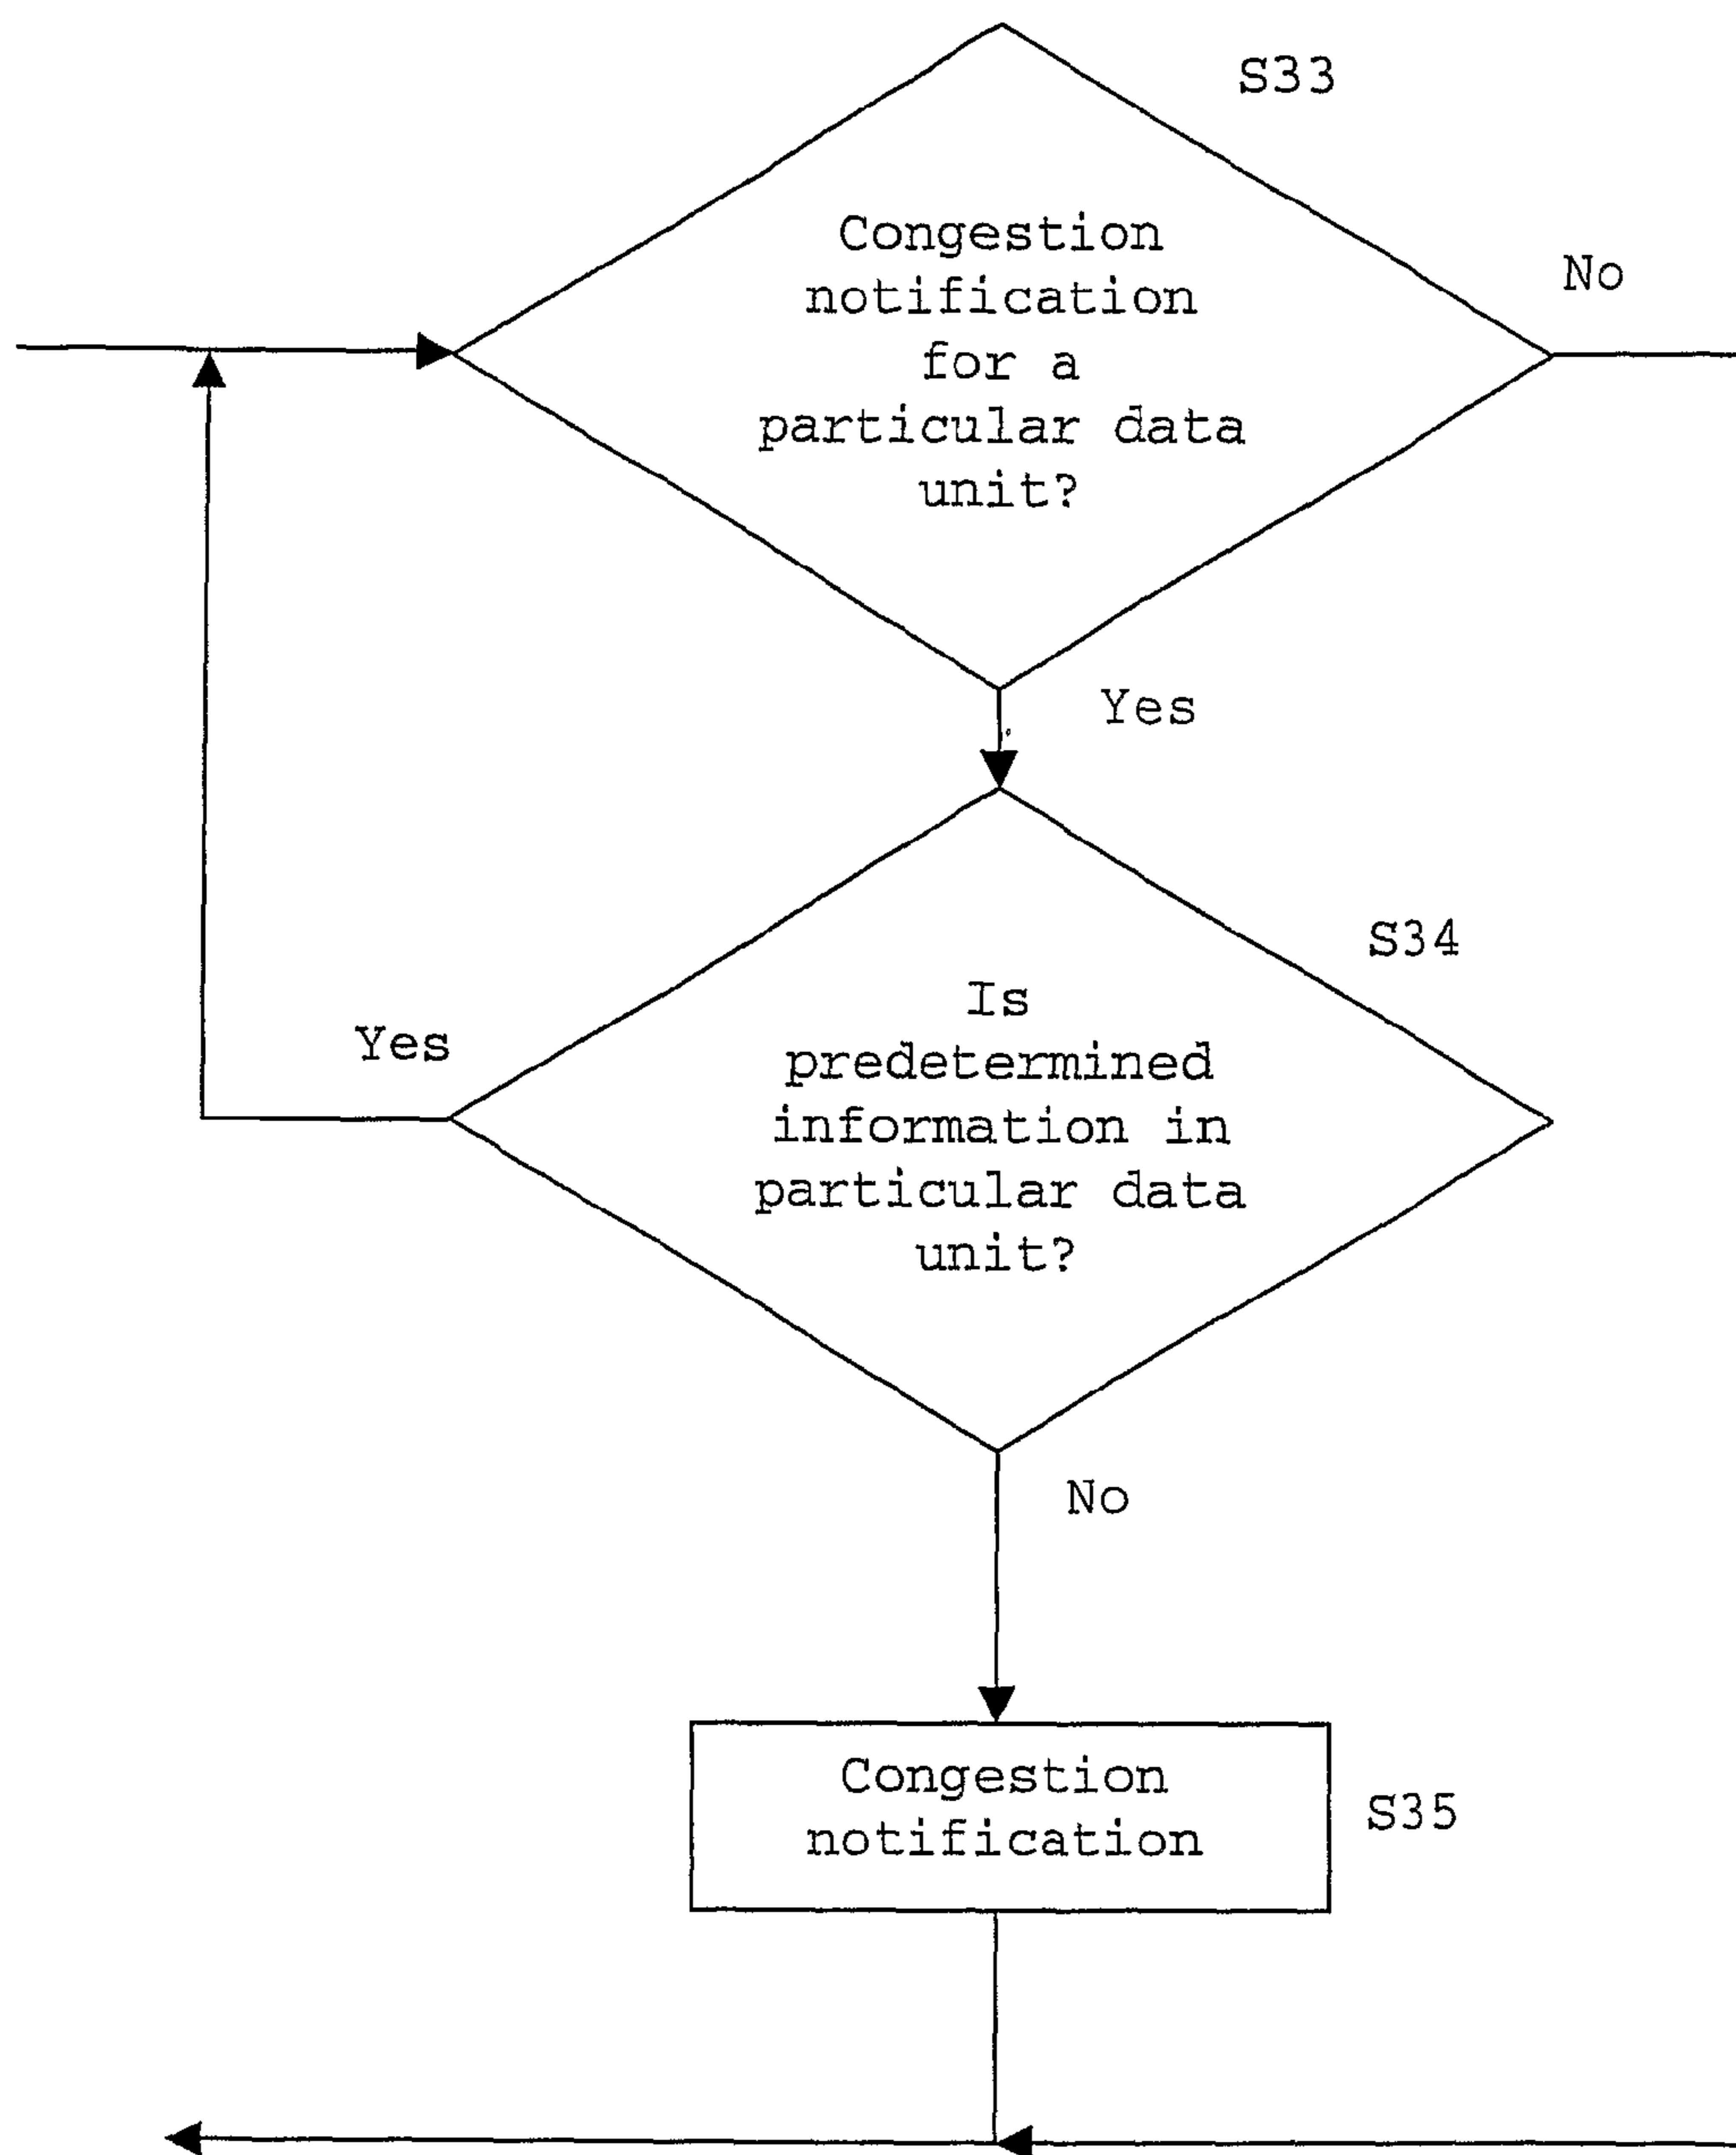 S33
Congestion
notification
for a
particular data
unit?
No
Yes
S34
Is
predetermined
information in
particular data
unit?
Yes
No
Congestion
notification
S35